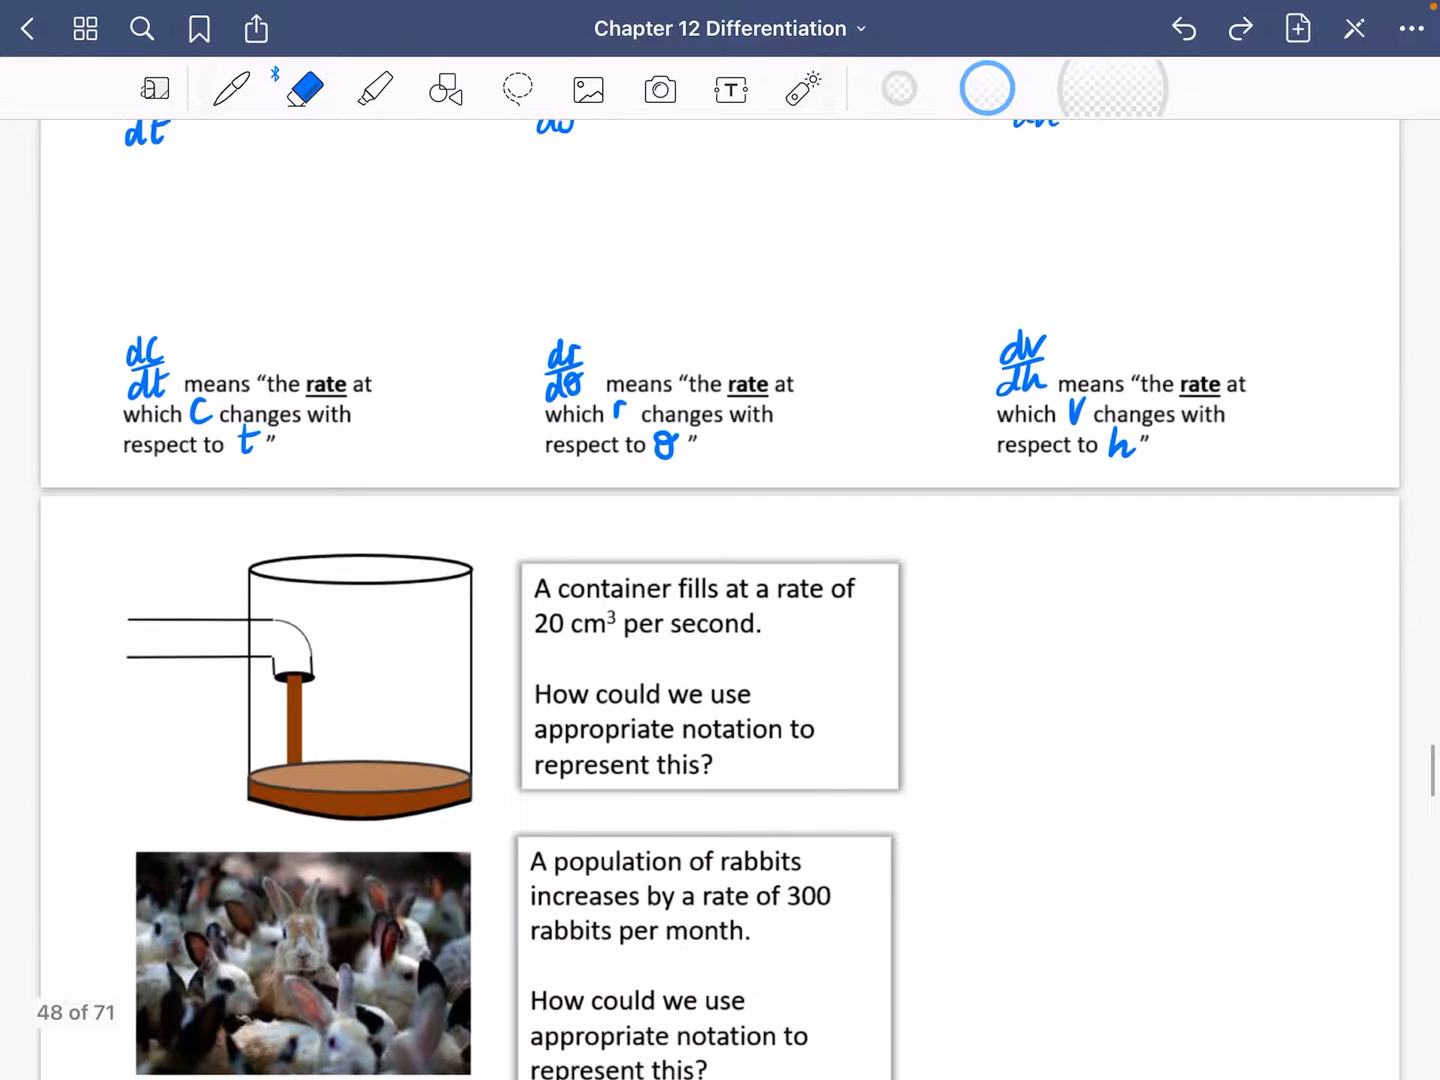 Chapter 12 Differentiation
T
dt
dC
dt means “the rate at
which C changes with
respect to t ”
dr
dθ means “the rate at
which r changes with
respect to θ ”
dV
dh means “the rate at
which V changes with
respect to h ”
A container fills at a rate of
20 cm³ per second.
How could we use
appropriate notation to
represent this?
A population of rabbits
increases by a rate of 300
rabbits per month.
How could we use
appropriate notation to
represent this?
48 of 71